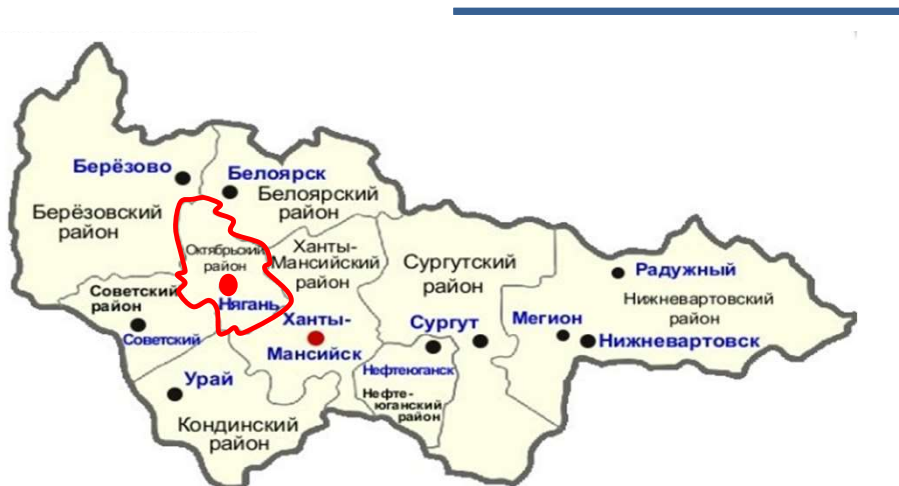 Берёзово
Белоярск
Белоярский
район
Берёзовский
район
Октябрьский
район
Ханты-
Мансийский
район
Сургутский
район
Радужный
Нижневартовский
район
Советский
район
Нягань
Советский
Ханты-
Мансийск
Сургут
Мегион
Нижневартовск
Нефтеюганск
Урай
Нефте-
юганский
район
Кондинский
район